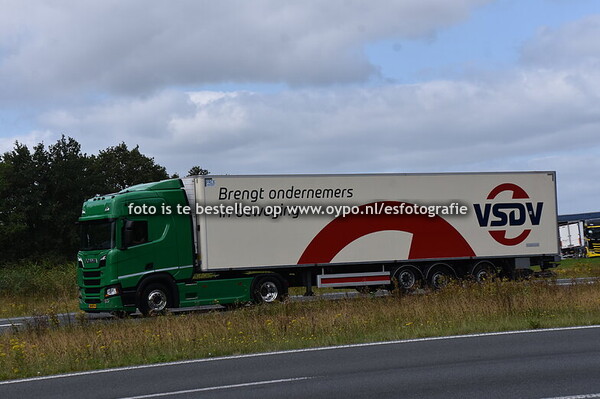 Brengt ondernemers
foto is te bestellen op : www.oypo.nl/esfotografie
VSDV